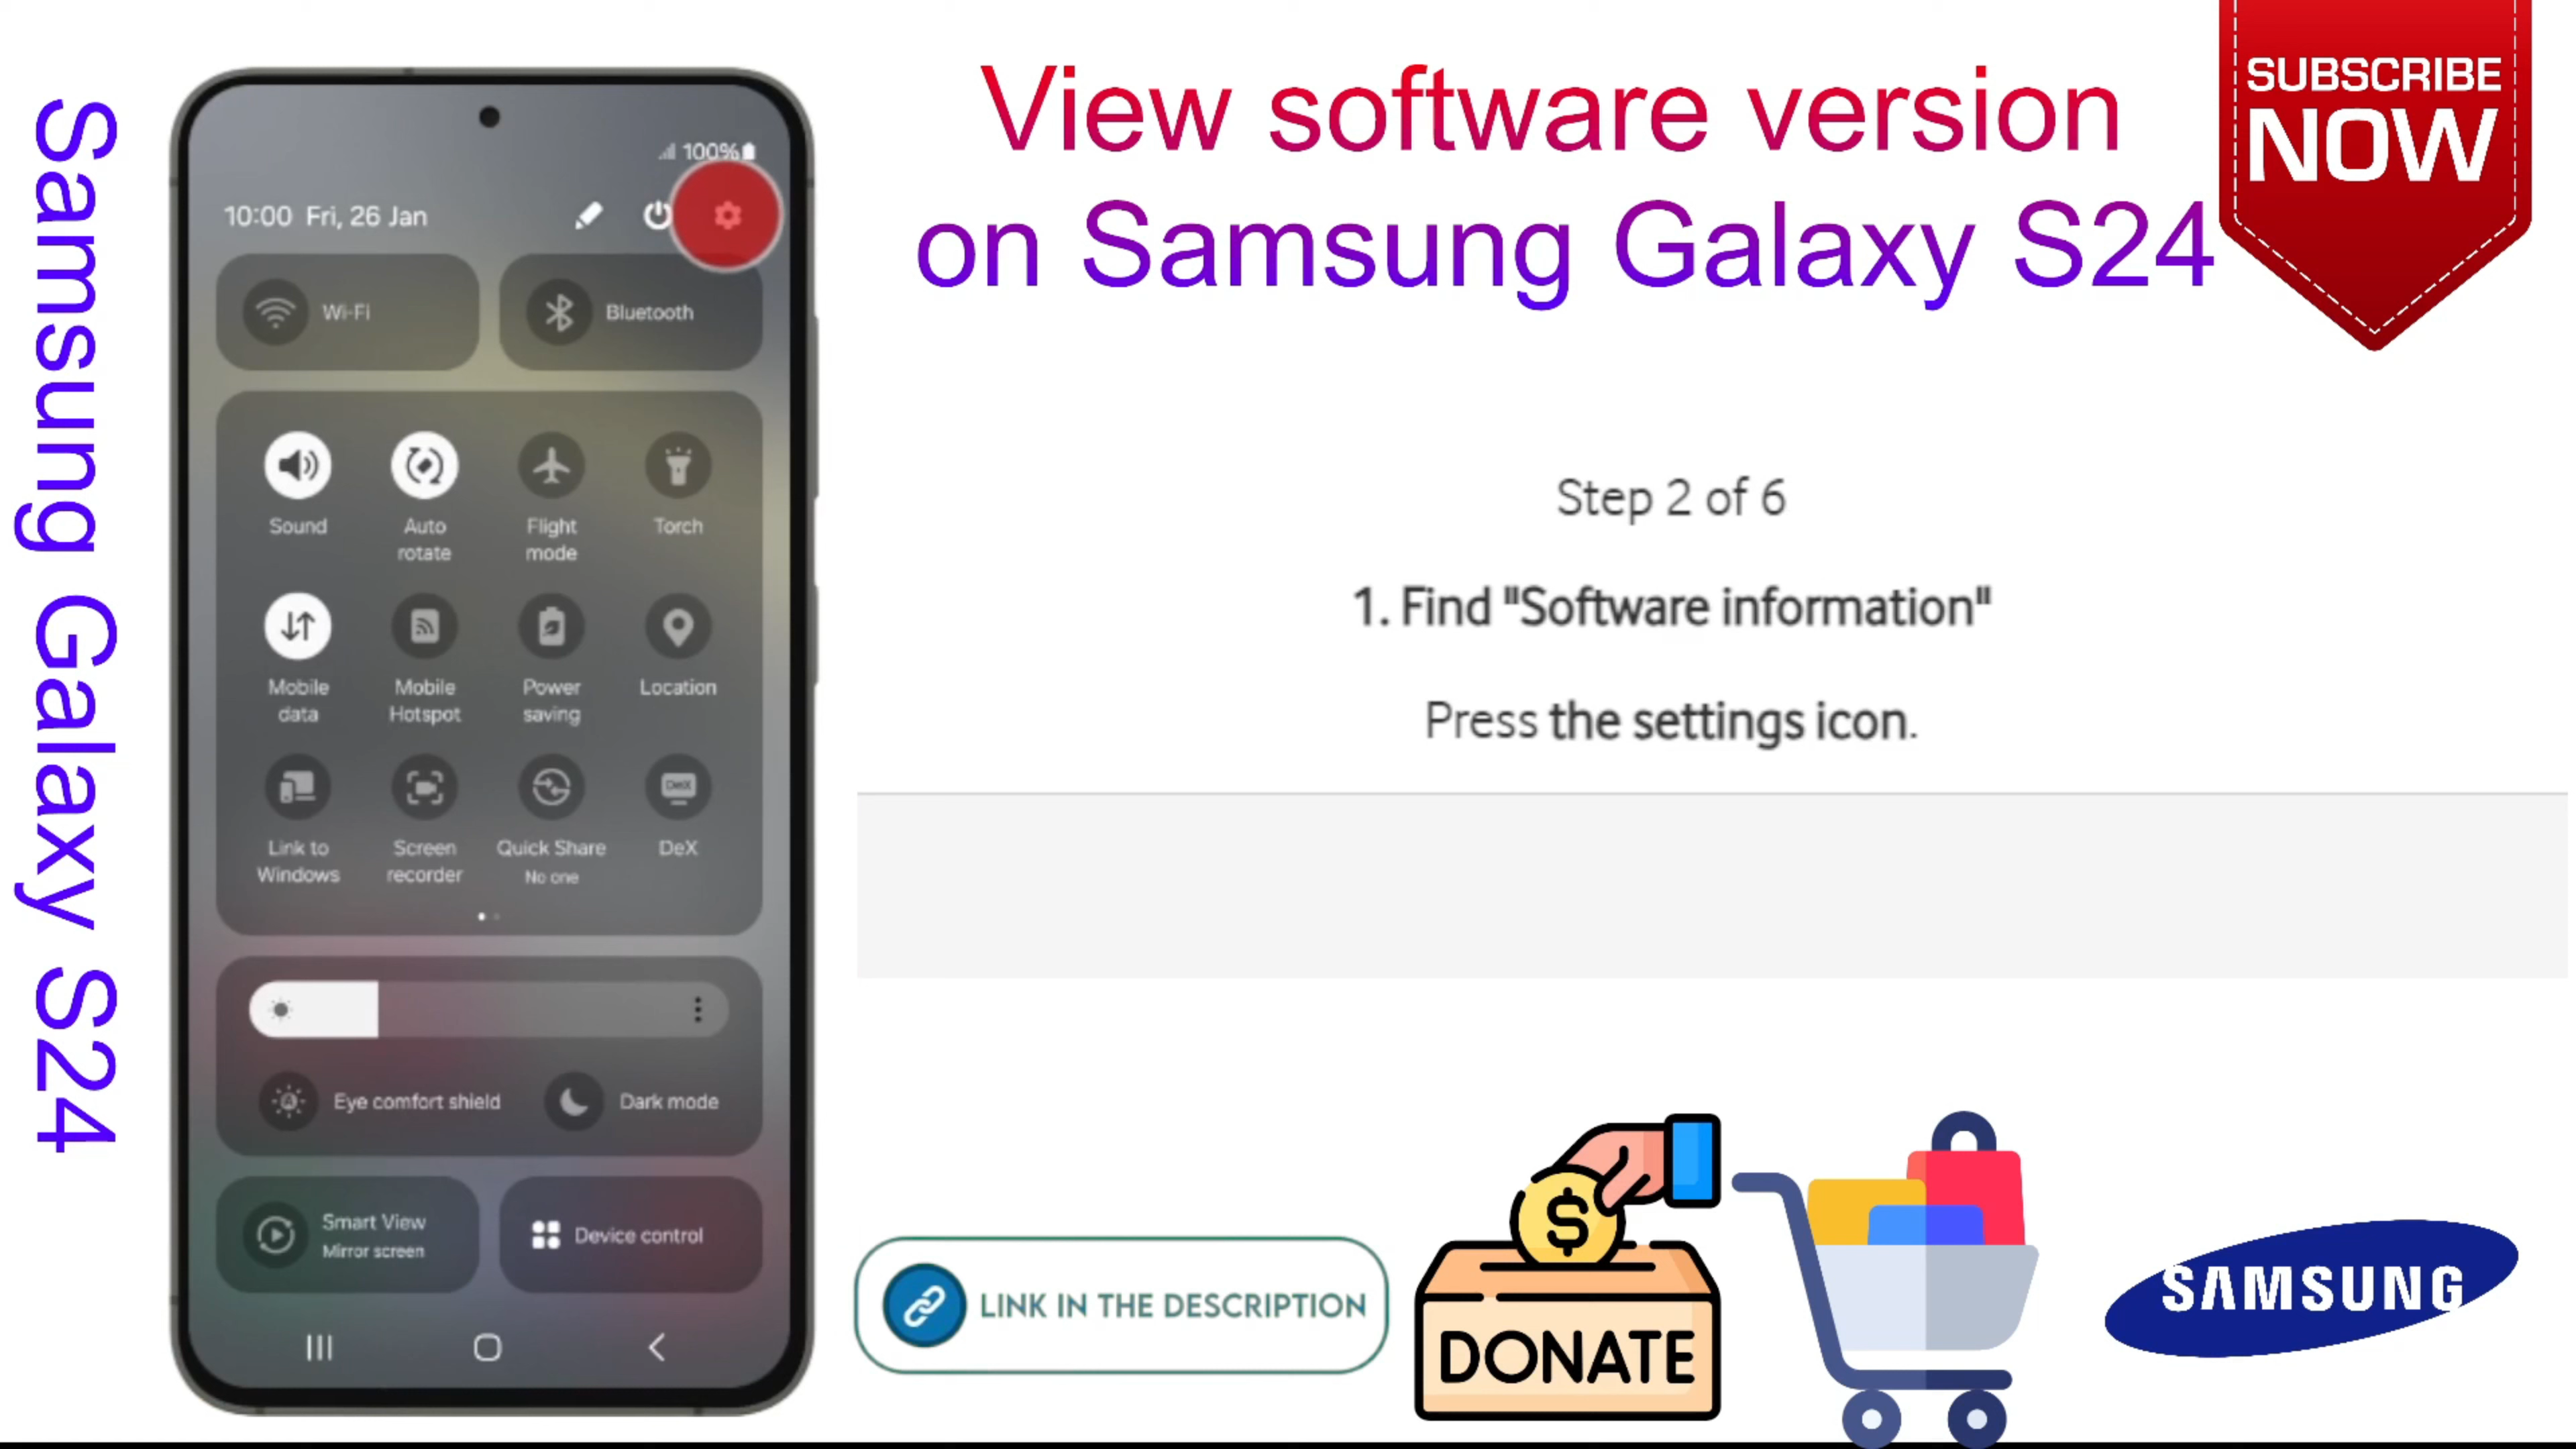 Samsung Galaxy S24
100%
10:00 Fri, 26 Jan
Wi-Fi
Bluetooth
Sound
Auto
rotate
Flight
mode
Torch
Mobile
data
Mobile
Hotspot
Power
saving
Location
Link to
Windows
Screen
recorder
Quick Share
No one
DeX
DeX
Eye comfort shield
Dark mode
Smart View
Mirror screen
Device control
View software version
on Samsung Galaxy S24
SUBSCRIBE
NOW
Step 2 of 6
1. Find "Software information"
Press the settings icon.
LINK IN THE DESCRIPTION
$
DONATE
SAMSUNG